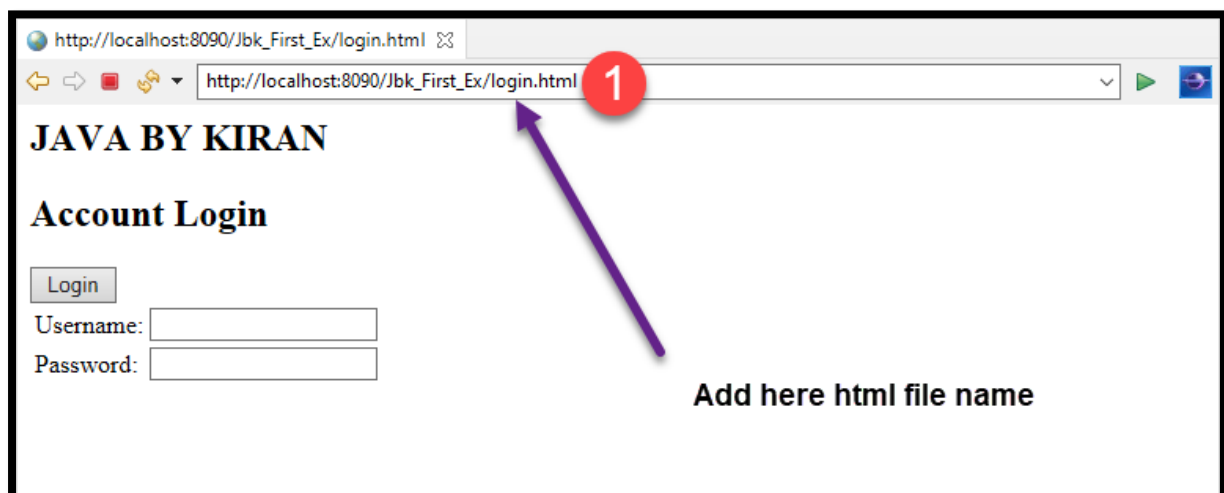 http://localhost:8090/Jbk_First_Ex/login.html
http://localhost:8090/Jbk_First_Ex/login.html
1
JAVA BY KIRAN
Account Login
Login
Username:
Password:
Add here html file name